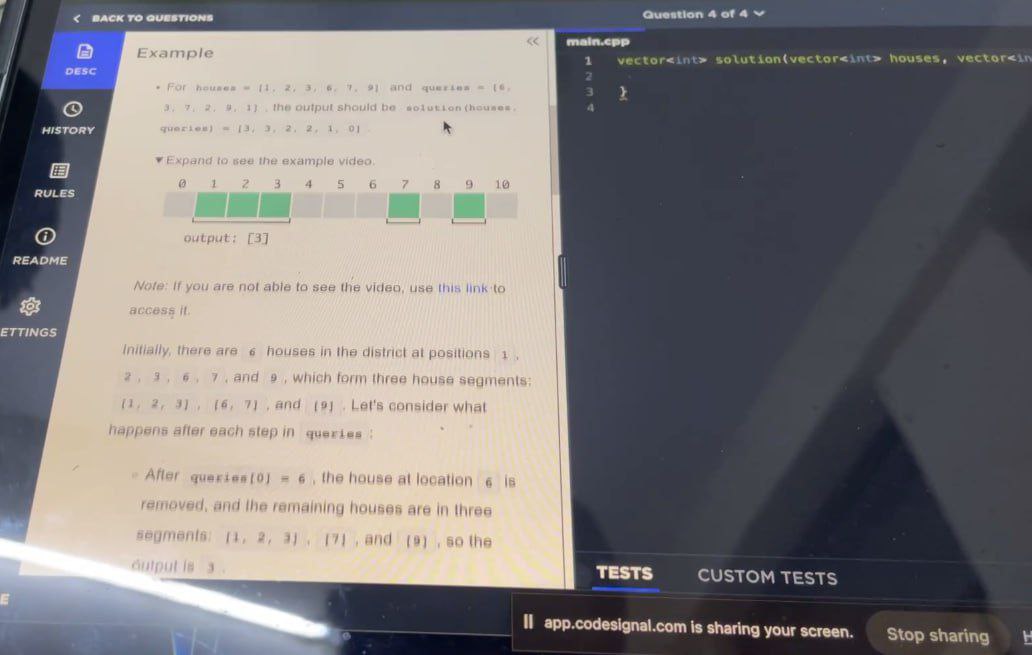 BACK TO QUESTIONS
Question 4 of 4
DESC
HISTORY
RULES
README
ETTINGS
Example
For houses = [1, 2, 3, 6, 7, 9] and queries = [6,
3, 7, 2, 9, 1] , the output should be solution(houses,
queries) = [3, 3, 2, 2, 1, 0] .
Expand to see the example video.
0 1 2 3 4 5 6 7 8 9 10
output: [3]
Note: If you are not able to see the video, use this link to
access it.
Initially, there are 6 houses in the district at positions 1 ,
2 , 3 , 6 , 7 , and 9 , which form three house segments:
[1, 2, 3] , [6, 7] , and [9] . Let's consider what
happens after each step in queries :
After queries[0] = 6 , the house at location 6 is
removed, and the remaining houses are in three
segments: [1, 2, 3] , [7] , and [9] , so the
output is 3 .
main.cpp
1 vector<int> solution(vector<int> houses, vector<in
2
3 }
4
TESTS CUSTOM TESTS
app.codesignal.com is sharing your screen. Stop sharing H
E